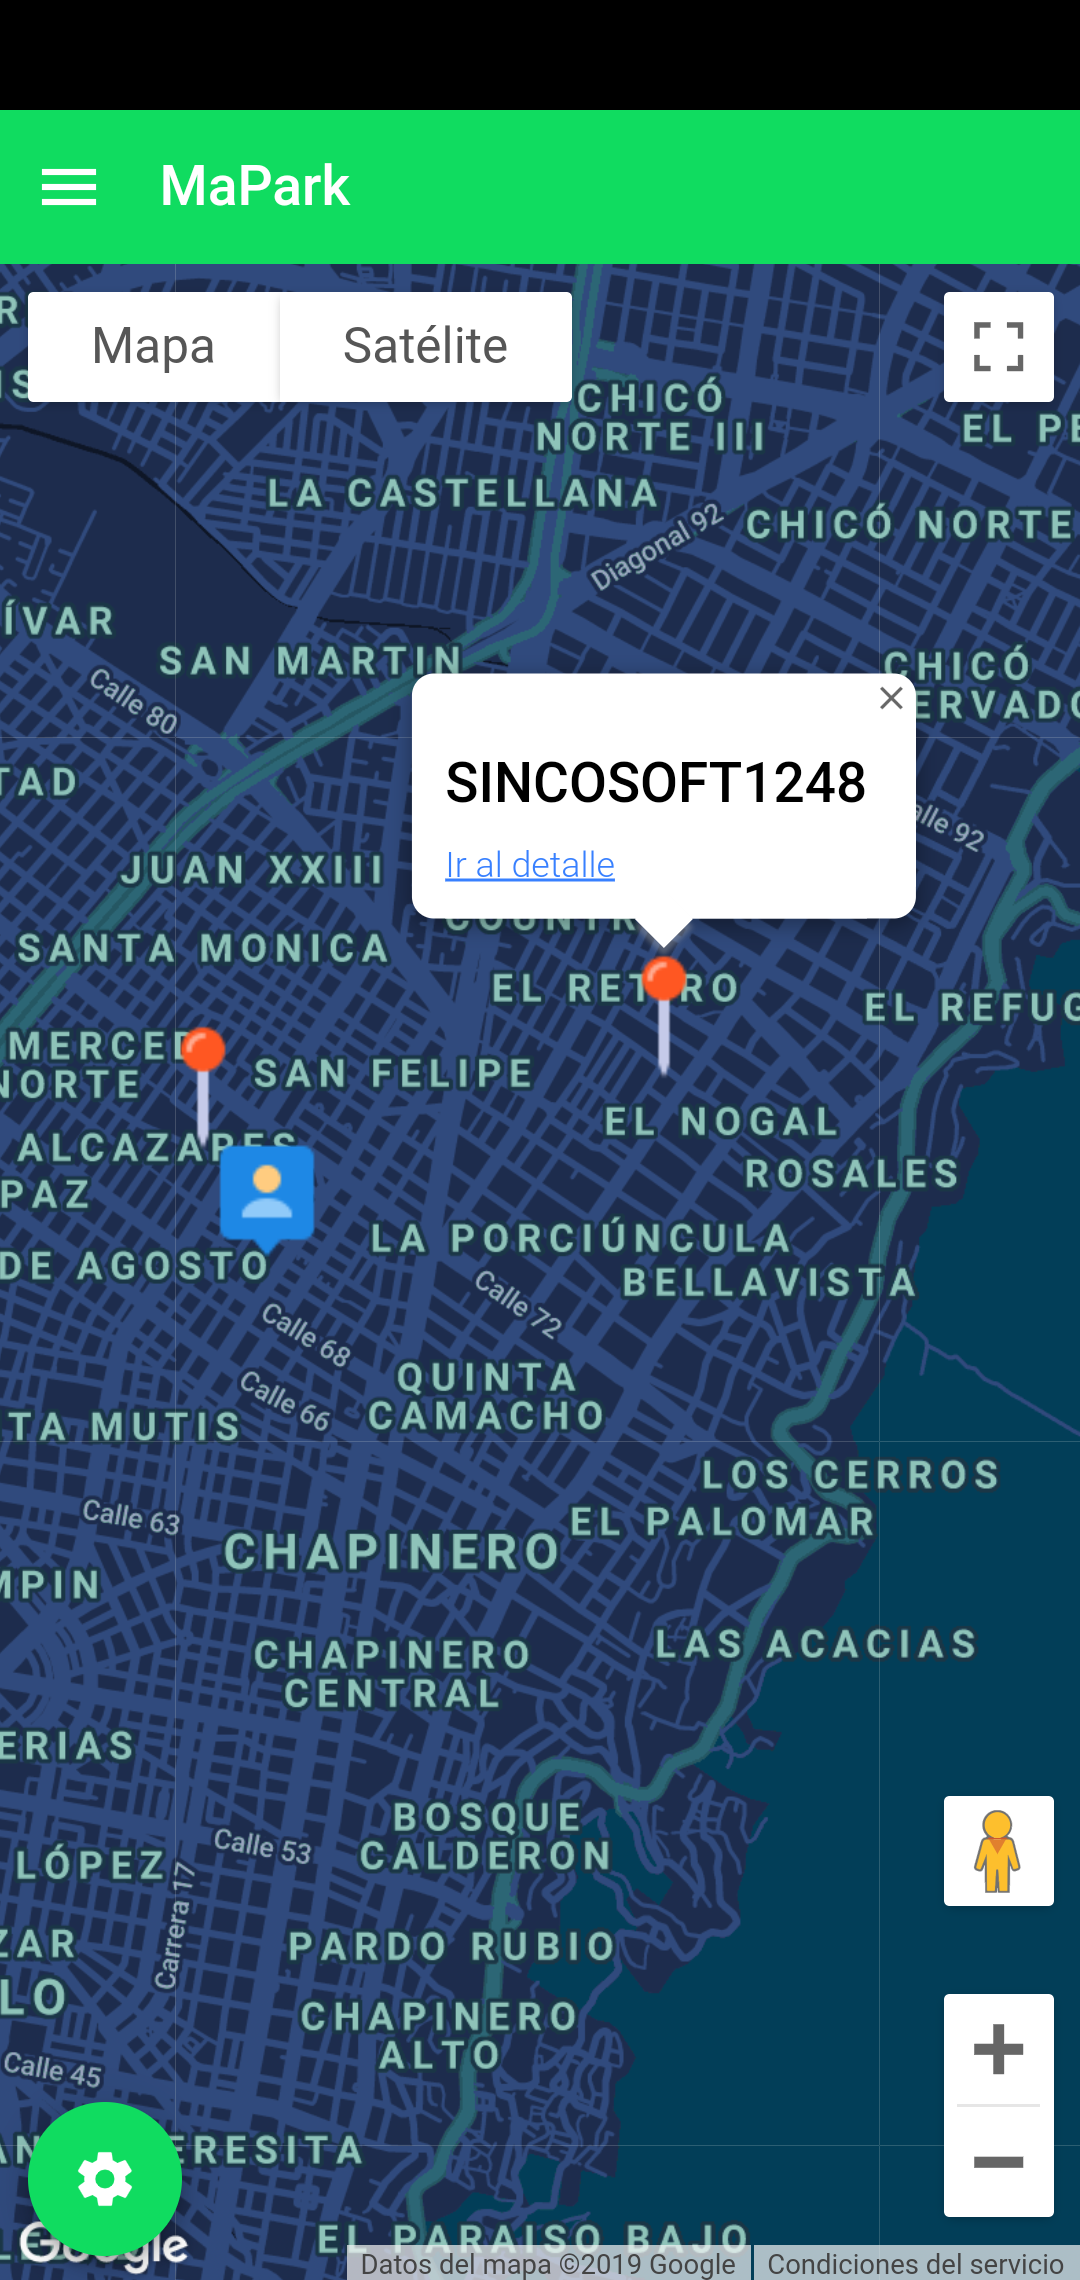 MaPark
Mapa
Satélite
CHICÓ
NORTE III
EL PE
LA CASTELLANA
CHICÓ NORTE
Diagonal 92
ÍVAR
SAN MARTIN
CHICÓ
ERVADO
Calle 80
TAD
SINCOSOFT1248
alle 92
Ir al detalle
JUAN XXIII
SANTA MONICA
EL RETIRO
EL REFUG
MERCED
NORTE
SAN FELIPE
EL NOGAL
ALCAZARES
ROSALES
PAZ
LA PORCIÚNCULA
DE AGOSTO
BELLAVISTA
Calle 72
Calle 68
QUINTA
CAMACHO
Calle 66
TA MUTIS
LOS CERROS
Calle 63
EL PALOMAR
CHAPINERO
MPIN
LAS ACACIAS
CHAPINERO
CENTRAL
ERIAS
BOSQUE
CALDERON
Calle 53
LÓPEZ
Carrera 17
ZAR
PARDO RUBIO
LO
CHAPINERO
ALTO
Calle 45
ERESITA
EL PARAISO BAJO
Google
Datos del mapa ©2019 Google
Condiciones del servicio